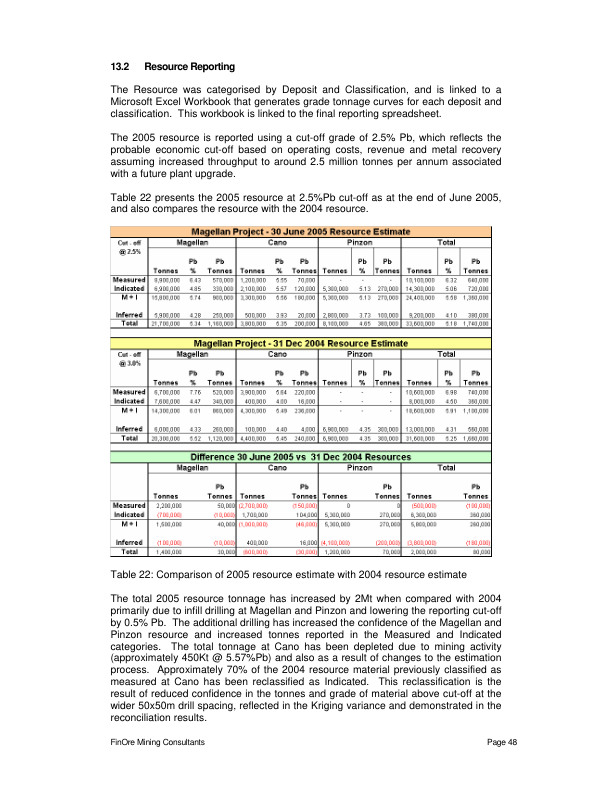 13.2 Resource Reporting
The Resource was categorised by Deposit and Classification, and is linked to a
Microsoft Excel Workbook that generates grade tonnage curves for each deposit and
classification. This workbook is linked to the final reporting spreadsheet.
The 2005 resource is reported using a cut-off grade of 2.5% Pb, which reflects the
probable economic cut-off based on operating costs, revenue and metal recovery
assuming increased throughput to around 2.5 million tonnes per annum associated
with a future plant upgrade.
Table 22 presents the 2005 resource at 2.5%Pb cut-off as at the end of June 2005,
and also compares the resource with the 2004 resource.
Magellan Project - 30 June 2005 Resource Estimate
Cut - off Magellan Cano Pinzon Total
@ 2.5%
Pb Pb Pb Pb Pb Pb Pb Pb
Tonnes % Tonnes Tonnes % Tonnes Tonnes % Tonnes Tonnes % Tonnes
Measured 8,900,000 6.43 570,000 1,200,000 5.55 70,000 - - - 10,100,000 6.32 640,000
Indicated 6,900,000 4.85 330,000 2,100,000 5.57 120,000 5,300,000 5.13 270,000 14,300,000 5.06 720,000
M + I 15,800,000 5.74 900,000 3,300,000 5.56 180,000 5,300,000 5.13 270,000 24,400,000 5.58 1,360,000
Inferred 5,900,000 4.28 250,000 500,000 3.93 20,000 2,800,000 3.73 100,000 9,200,000 4.10 380,000
Total 21,700,000 5.34 1,160,000 3,800,000 5.35 200,000 8,100,000 4.65 380,000 33,600,000 5.18 1,740,000
Magellan Project - 31 Dec 2004 Resource Estimate
Cut - off Magellan Cano Pinzon Total
@ 3.0%
Pb Pb Pb Pb Pb Pb Pb Pb
Tonnes % Tonnes Tonnes % Tonnes Tonnes % Tonnes Tonnes % Tonnes
Measured 6,700,000 7.76 520,000 3,900,000 5.64 220,000 - - - 10,600,000 6.98 740,000
Indicated 7,600,000 4.47 340,000 400,000 4.00 16,000 - - - 8,000,000 4.50 360,000
M + I 14,300,000 6.01 860,000 4,300,000 5.49 236,000 - - - 18,600,000 5.91 1,100,000
Inferred 6,000,000 4.33 260,000 100,000 4.40 4,000 6,900,000 4.35 300,000 13,000,000 4.31 560,000
Total 20,300,000 5.52 1,120,000 4,400,000 5.45 240,000 6,900,000 4.35 300,000 31,600,000 5.25 1,660,000
Difference 30 June 2005 vs 31 Dec 2004 Resources
Magellan Cano Pinzon Total
Pb Pb Pb Pb
Tonnes Tonnes Tonnes Tonnes Tonnes Tonnes Tonnes Tonnes
Measured 2,200,000 50,000 (2,700,000) (150,000) 0 0 (500,000) (100,000)
Indicated (700,000) (10,000) 1,700,000 104,000 5,300,000 270,000 6,300,000 360,000
M + I 1,500,000 40,000 (1,000,000) (46,000) 5,300,000 270,000 5,800,000 260,000
Inferred (100,000) (10,000) 400,000 16,000 (4,100,000) (200,000) (3,800,000) (180,000)
Total 1,400,000 30,000 (600,000) (30,000) 1,200,000 70,000 2,000,000 80,000
Table 22: Comparison of 2005 resource estimate with 2004 resource estimate
The total 2005 resource tonnage has increased by 2Mt when compared with 2004
primarily due to infill drilling at Magellan and Pinzon and lowering the reporting cut-off
by 0.5% Pb. The additional drilling has increased the confidence of the Magellan and
Pinzon resource and increased tonnes reported in the Measured and Indicated
categories. The total tonnage at Cano has been depleted due to mining activity
(approximately 450Kt @ 5.57%Pb) and also as a result of changes to the estimation
process. Approximately 70% of the 2004 resource material previously classified as
measured at Cano has been reclassified as Indicated. This reclassification is the
result of reduced confidence in the tonnes and grade of material above cut-off at the
wider 50x50m drill spacing, reflected in the Kriging variance and demonstrated in the
reconciliation results.
FinOre Mining Consultants Page 48